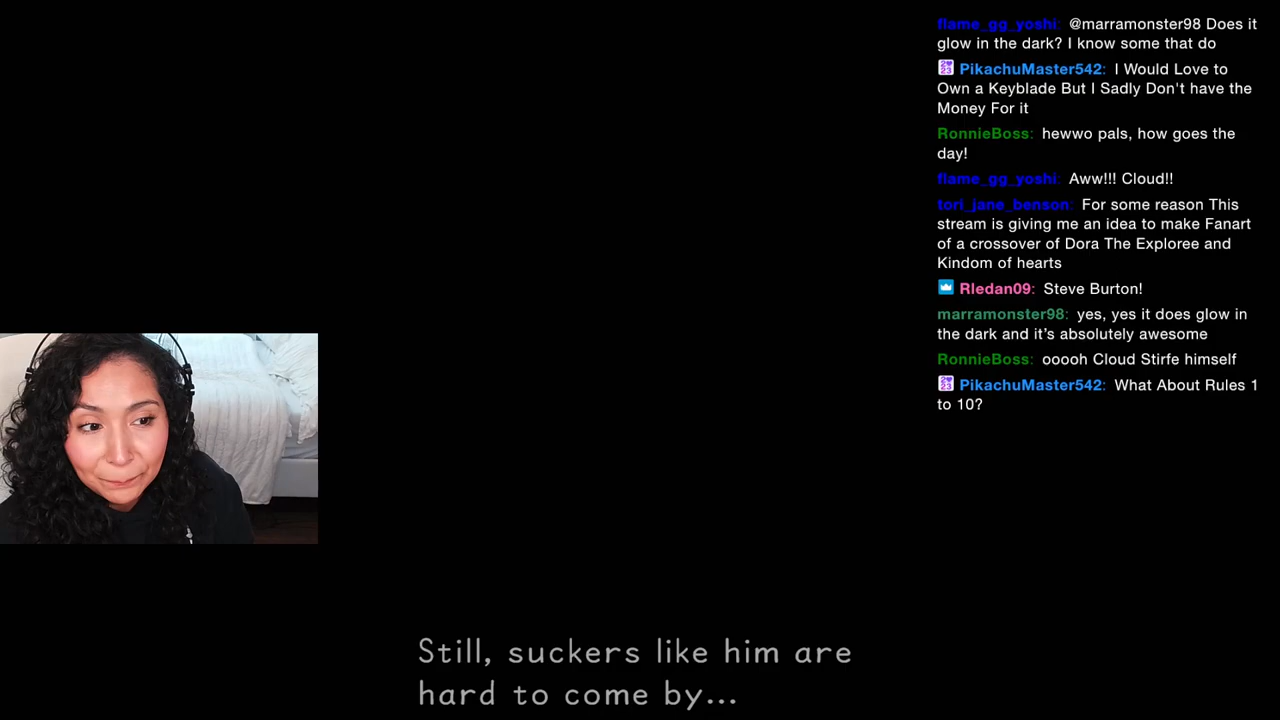 flame_gg_yoshi: @marramonster98 Does it
glow in the dark? I know some that do
PikachuMaster542: I Would Love to
Own a Keyblade But I Sadly Don't have the
Money For it
RonnieBoss: hewwo pals, how goes the
day!
flame_gg_yoshi: Aww!!! Cloud!!
tori_jane_benson: For some reason This
stream is giving me an idea to make Fanart
of a crossover of Dora The Exploree and
Kindom of hearts
Rledan09: Steve Burton!
marramonster98: yes, yes it does glow in
the dark and it’s absolutely awesome
RonnieBoss: ooooh Cloud Stirfe himself
PikachuMaster542: What About Rules 1
to 10?
Still, suckers like him are
hard to come by...